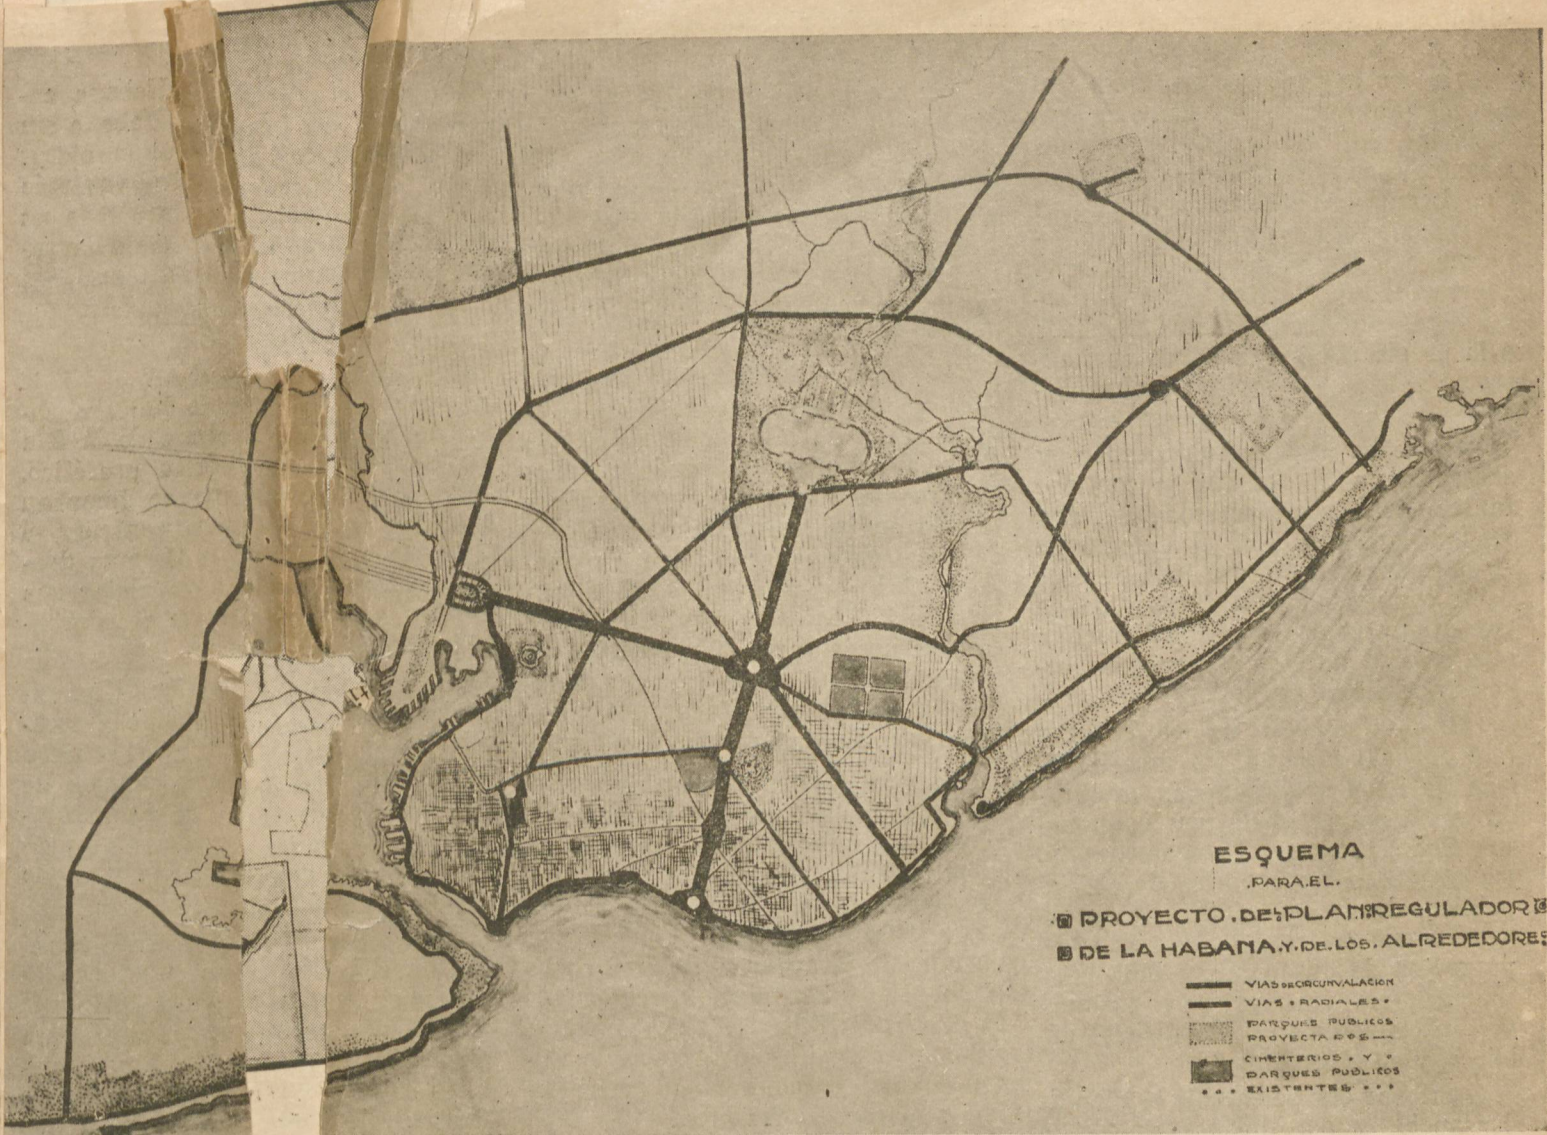 ESQUEMA
.PARA.EL.
PROYECTO.DEL.PLAN.REGULADOR
DE LA HABANA.Y.DE.LOS.ALREDEDORES
VIAS DE CIRCUNVALACION
VIAS • RADIALES •
PARQUES PUBLICOS
PROYECTADOS —
CIMENTERIOS . Y .
PARQUES PUBLICOS
• • • EXISTENTES • • •